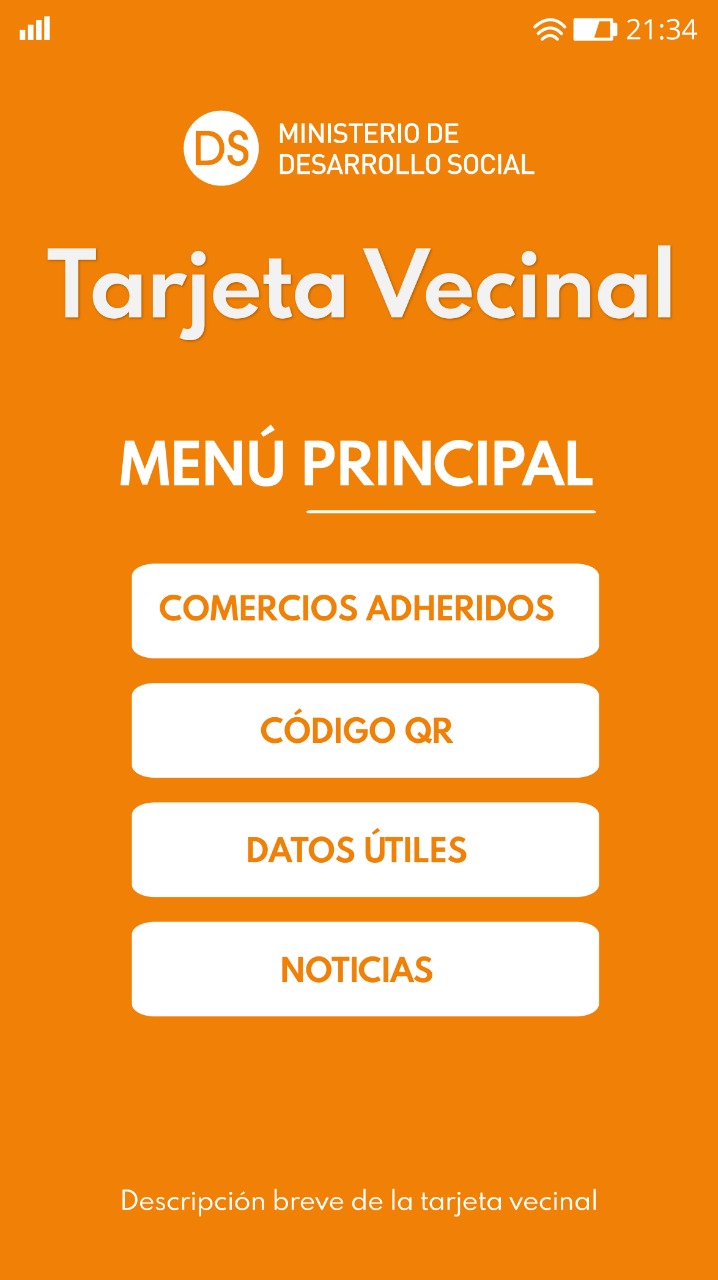 21:34
DS
MINISTERIO DE
DESARROLLO SOCIAL
Tarjeta Vecinal
MENÚ PRINCIPAL
COMERCIOS ADHERIDOS
CÓDIGO QR
DATOS ÚTILES
NOTICIAS
Descripción breve de la tarjeta vecinal